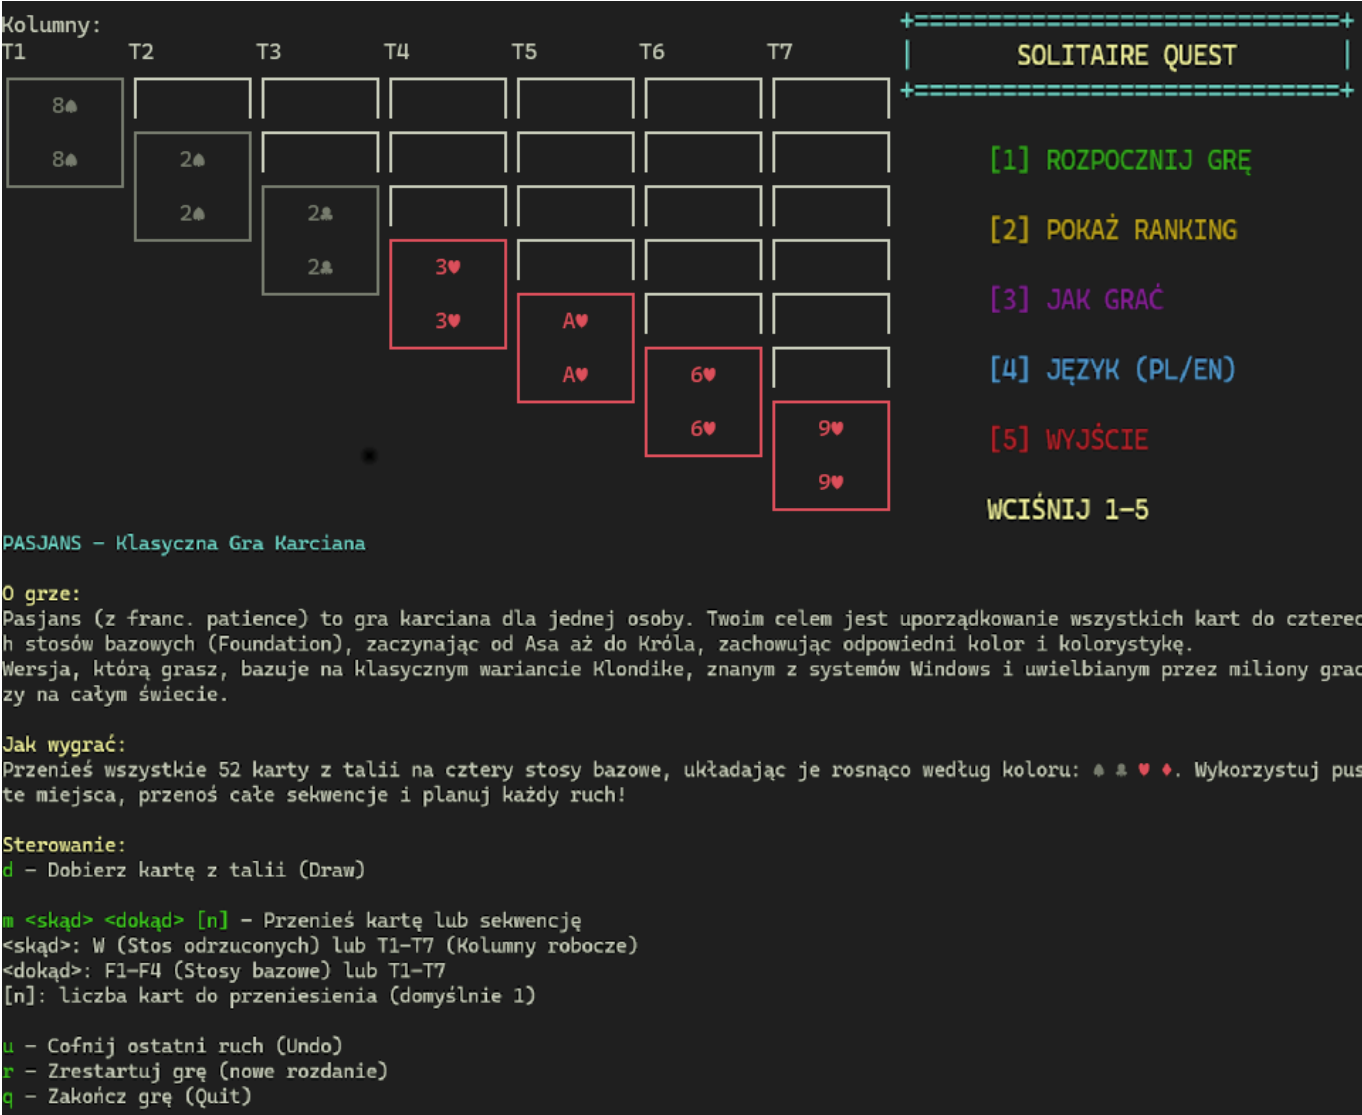 Kolumny:
T1 T2 T3 T4 T5 T6 T7
8♠
8♠
2♠
2♠
2♣
2♣
3♥
3♥
A♥
A♥
6♥
6♥
9♥
9♥
+=============================+
| SOLITAIRE QUEST |
+=============================+
[1] ROZPOCZNIJ GRĘ
[2] POKAŻ RANKING
[3] JAK GRAĆ
[4] JĘZYK (PL/EN)
[5] WYJŚCIE
WCIŚNIJ 1–5
PASJANS – Klasyczna Gra Karciana
O grze:
Pasjans (z franc. patience) to gra karciana dla jednej osoby. Twoim celem jest uporządkowanie wszystkich kart do czterec
h stosów bazowych (Foundation), zaczynając od Asa aż do Króla, zachowując odpowiedni kolor i kolorystykę.
Wersja, którą grasz, bazuje na klasycznym wariancie Klondike, znanym z systemów Windows i uwielbianym przez miliony grac
zy na całym świecie.
Jak wygrać:
Przenieś wszystkie 52 karty z talii na cztery stosy bazowe, układając je rosnąco według koloru: ♠ ♣ ♥ ♦. Wykorzystuj pus
te miejsca, przenoś całe sekwencje i planuj każdy ruch!
Sterowanie:
d – Dobierz kartę z talii (Draw)
m <skąd> <dokąd> [n] – Przenieś kartę lub sekwencję
<skąd>: W (Stos odrzuconych) lub T1–T7 (Kolumny robocze)
<dokąd>: F1–F4 (Stosy bazowe) lub T1–T7
[n]: liczba kart do przeniesienia (domyślnie 1)
u – Cofnij ostatni ruch (Undo)
r – Zrestartuj grę (nowe rozdanie)
q – Zakończ grę (Quit)